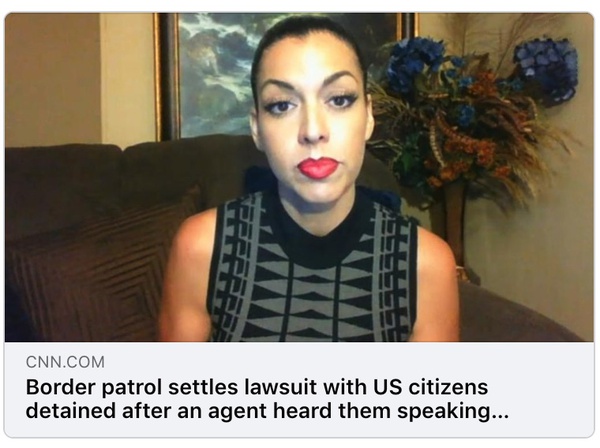 CNN.COM
Border patrol settles lawsuit with US citizens
detained after an agent heard them speaking...